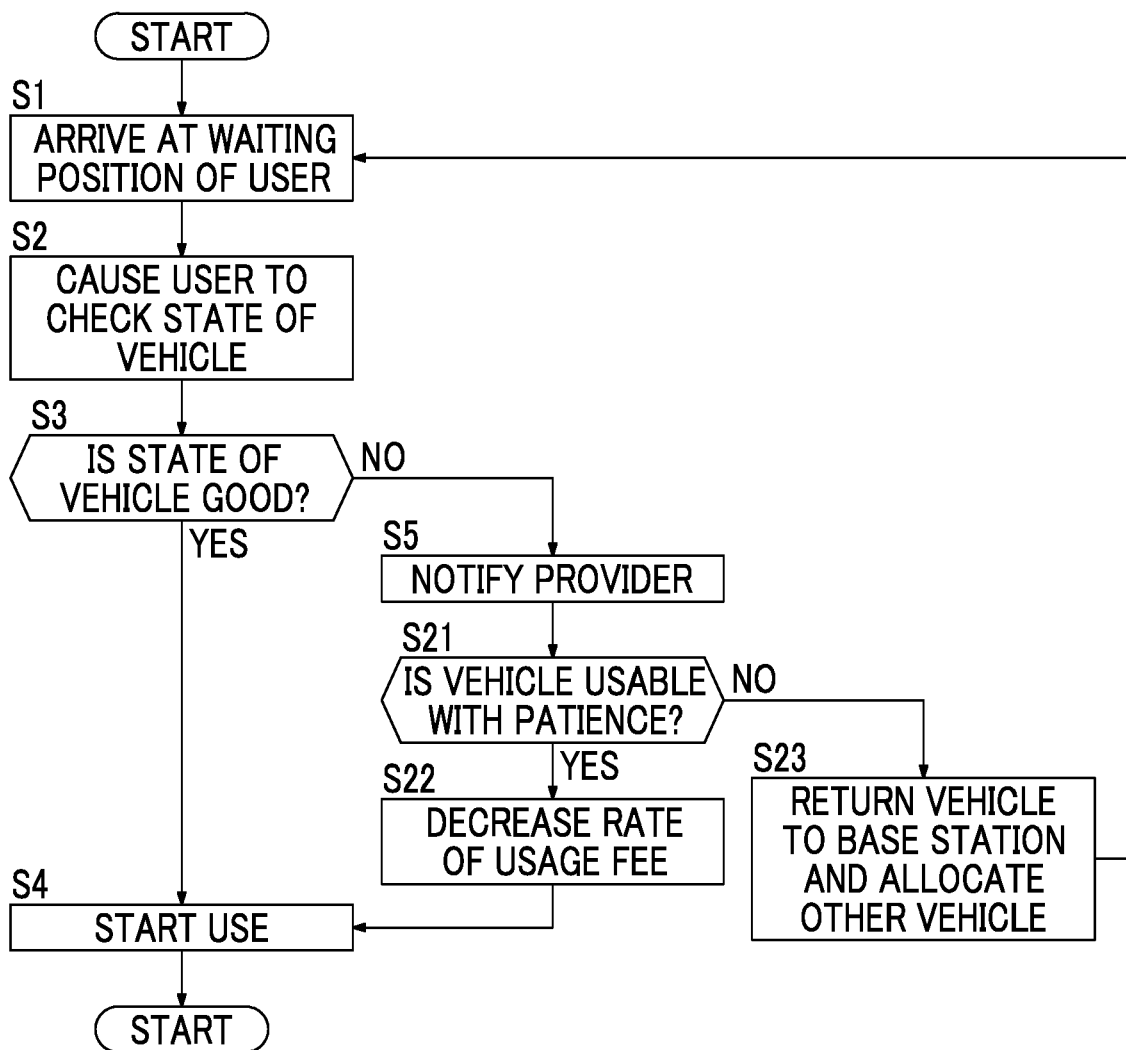 START
S1
ARRIVE AT WAITING
POSITION OF USER
S2
CAUSE USER TO
CHECK STATE OF
VEHICLE
S3
IS STATE OF
VEHICLE GOOD?
NO
YES
S5
NOTIFY PROVIDER
S21
IS VEHICLE USABLE
WITH PATIENCE?
NO
YES
S22
DECREASE RATE
OF USAGE FEE
S23
RETURN VEHICLE
TO BASE STATION
AND ALLOCATE
OTHER VEHICLE
S4
START USE
START